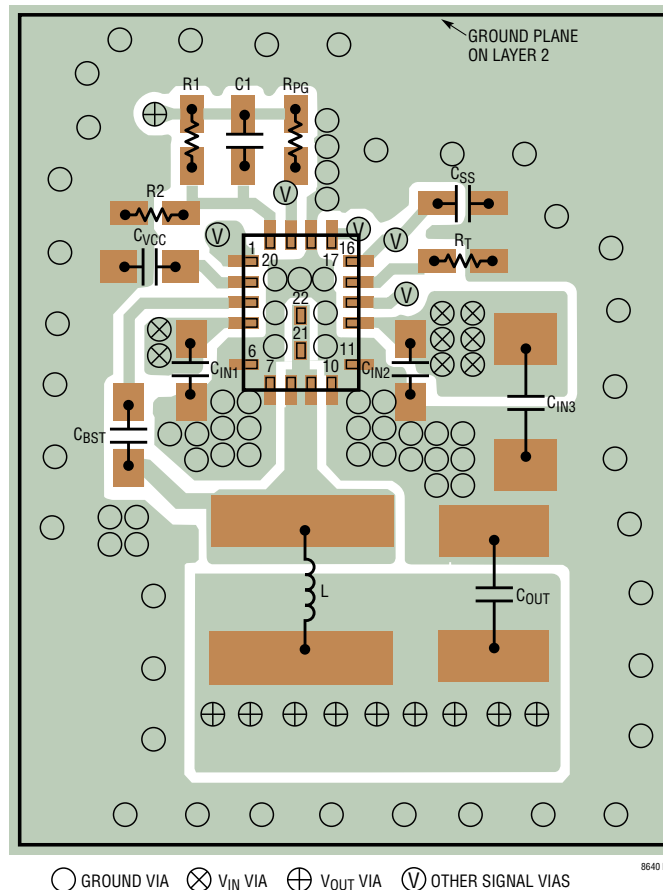 GROUND PLANE
ON LAYER 2
R1
C1
RPG
R2
CSS
CVCC
RT
1
20
17
16
22
21
6
7
10
11
CIN1
CIN2
CIN3
CBST
L
COUT
V
V
V
V
V
GROUND VIA
VIN VIA
VOUT VIA
V
OTHER SIGNAL VIAS
8640